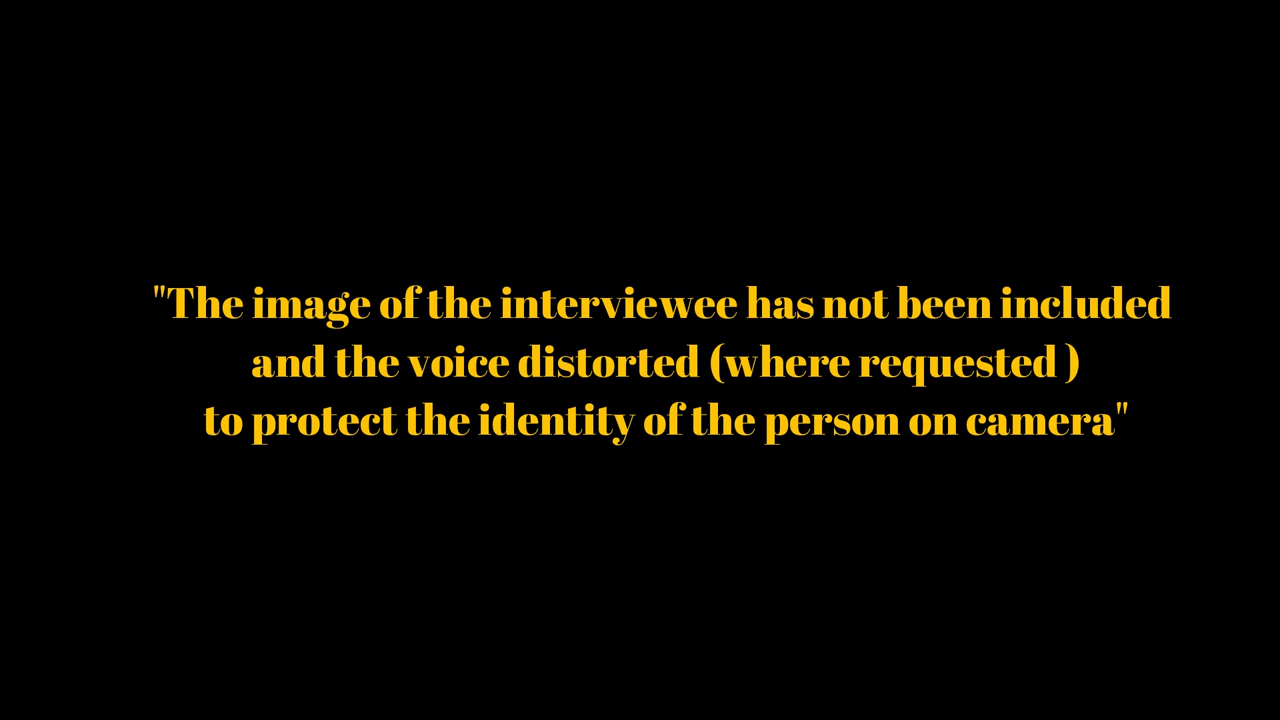 "The image of the interviewee has not been included
and the voice distorted (where requested )
to protect the identity of the person on camera"